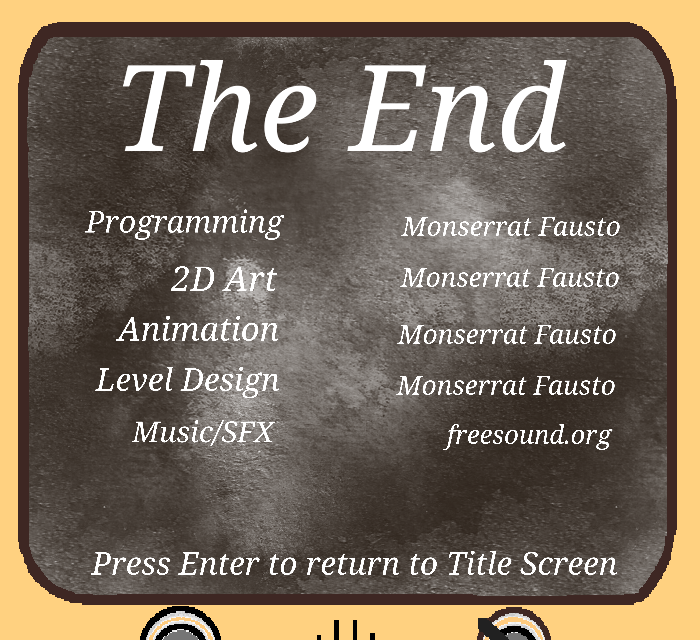 The End
Programming Monserrat Fausto
2D Art Monserrat Fausto
Animation Monserrat Fausto
Level Design Monserrat Fausto
Music/SFX freesound.org
Press Enter to return to Title Screen